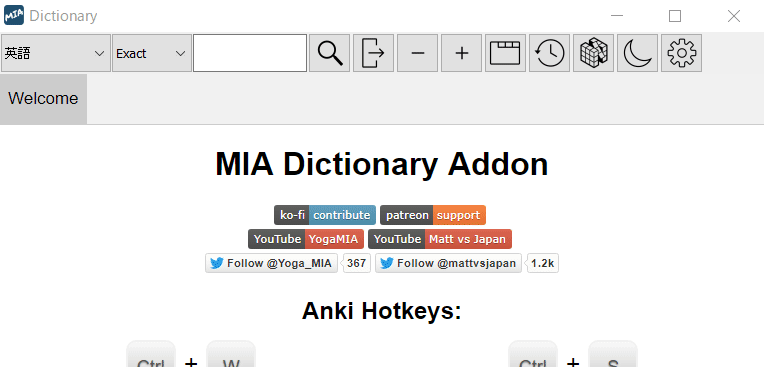 MIA Dictionary
英語 Exact
Welcome
MIA Dictionary Addon
ko-fi contribute patreon support
YouTube YogaMIA YouTube Matt vs Japan
Follow @Yoga_MIA 367 Follow @mattvsjapan 1.2k
Anki Hotkeys:
Ctrl + W Ctrl + S